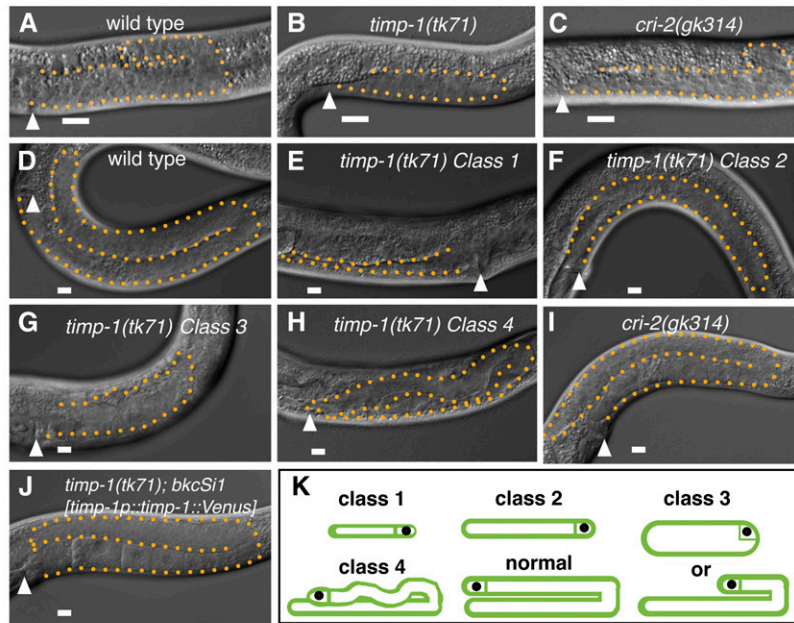 A wild type
B timp-1(tk71)
C cri-2(gk314)
D wild type
E timp-1(tk71) Class 1
F timp-1(tk71) Class 2
G timp-1(tk71) Class 3
H timp-1(tk71) Class 4
I cri-2(gk314)
J timp-1(tk71); bkcSi1
[timp-1p::timp-1::Venus]
K
class 1 class 2 class 3
class 4 normal or